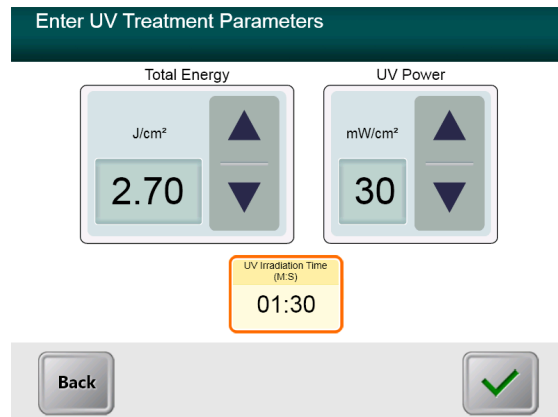 Enter UV Treatment Parameters
Total Energy
UV Power
J/cm²
mW/cm²
2.70
30
UV Irradiation Time
(M:S)
01:30
Back